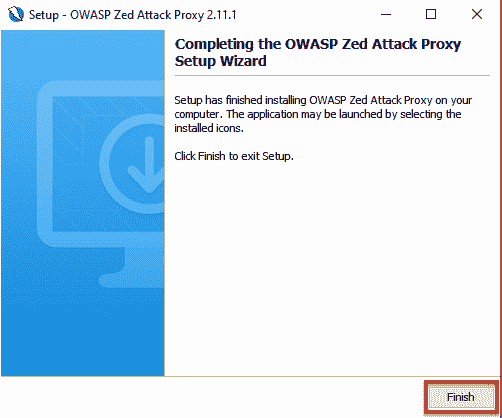 Setup - OWASP Zed Attack Proxy 2.11.1
Completing the OWASP Zed Attack Proxy
Setup Wizard
Setup has finished installing OWASP Zed Attack Proxy on your
computer. The application may be launched by selecting the
installed icons.
Click Finish to exit Setup.
Finish